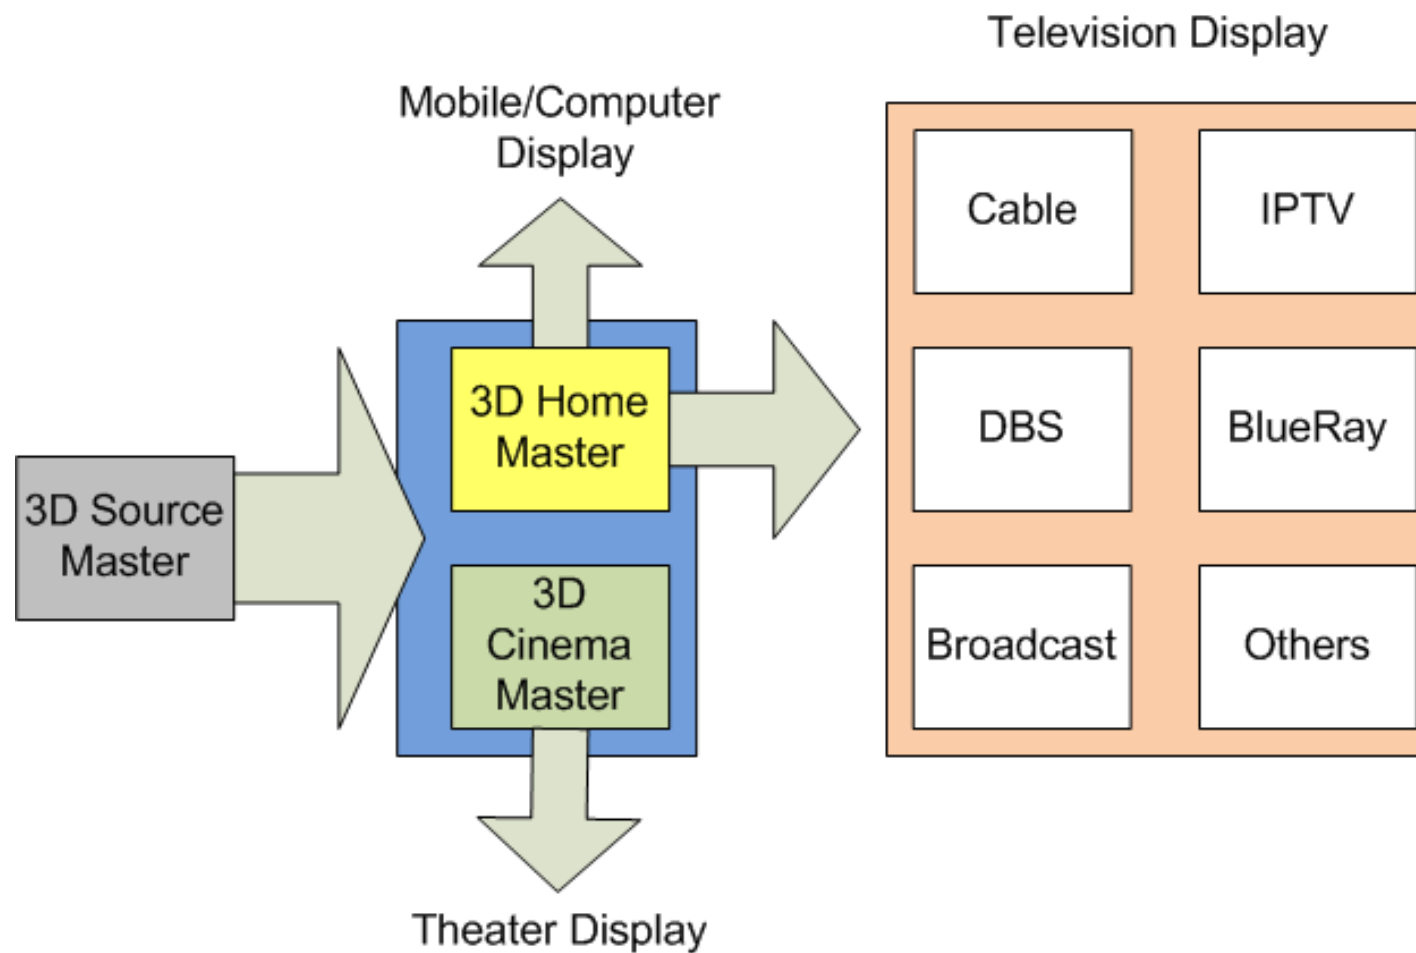 Television Display
Mobile/Computer
Display
Cable
IPTV
3D Home
Master
DBS
BlueRay
3D Source
Master
3D
Cinema
Master
Broadcast
Others
Theater Display